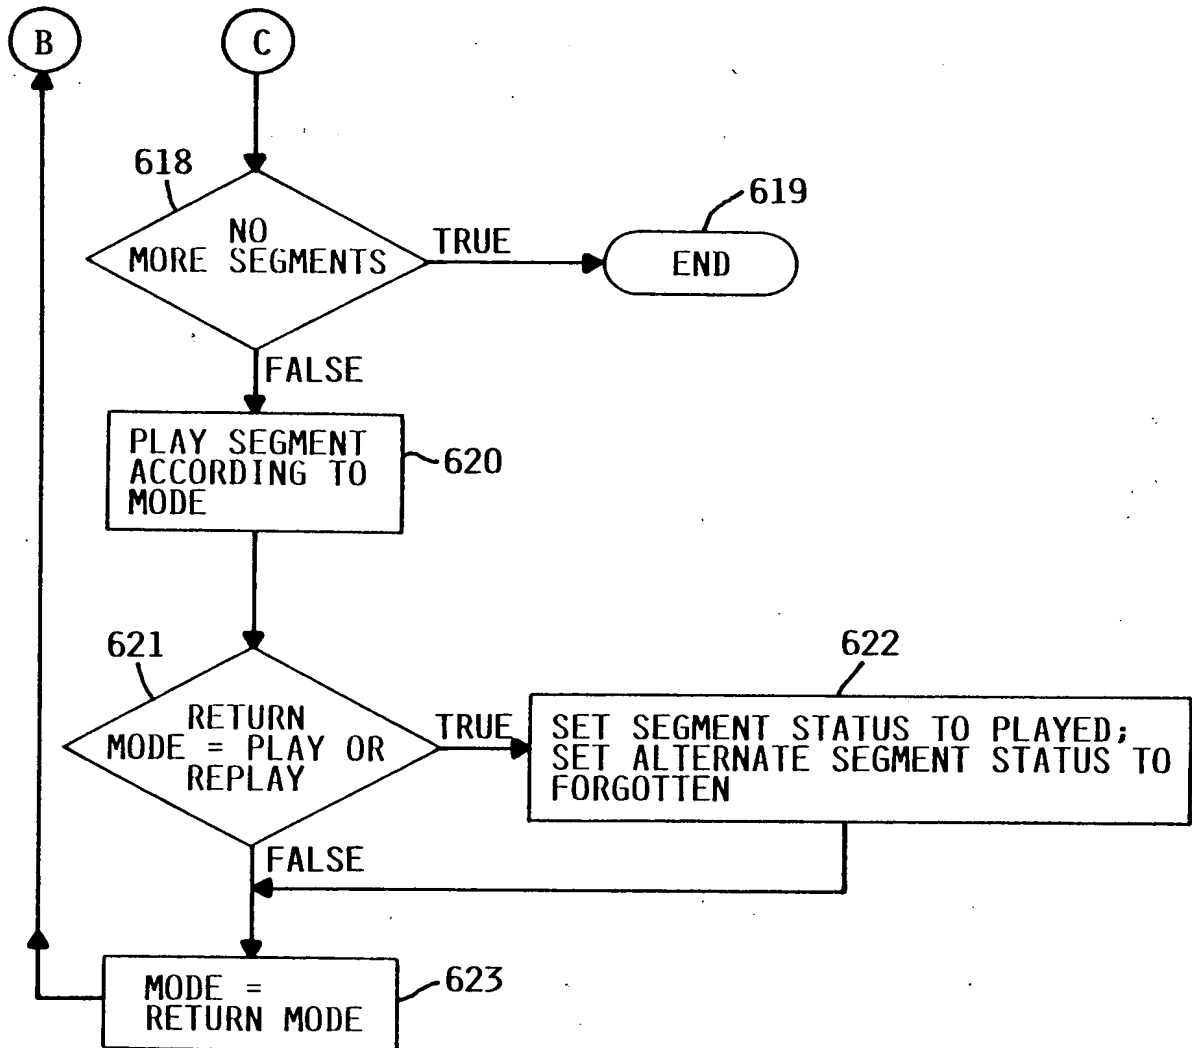 B
C
618
NO
MORE SEGMENTS
TRUE
619
END
FALSE
PLAY SEGMENT
ACCORDING TO
MODE
620
621
RETURN
MODE = PLAY OR
REPLAY
TRUE
622
SET SEGMENT STATUS TO PLAYED;
SET ALTERNATE SEGMENT STATUS TO
FORGOTTEN
FALSE
MODE =
RETURN MODE
623